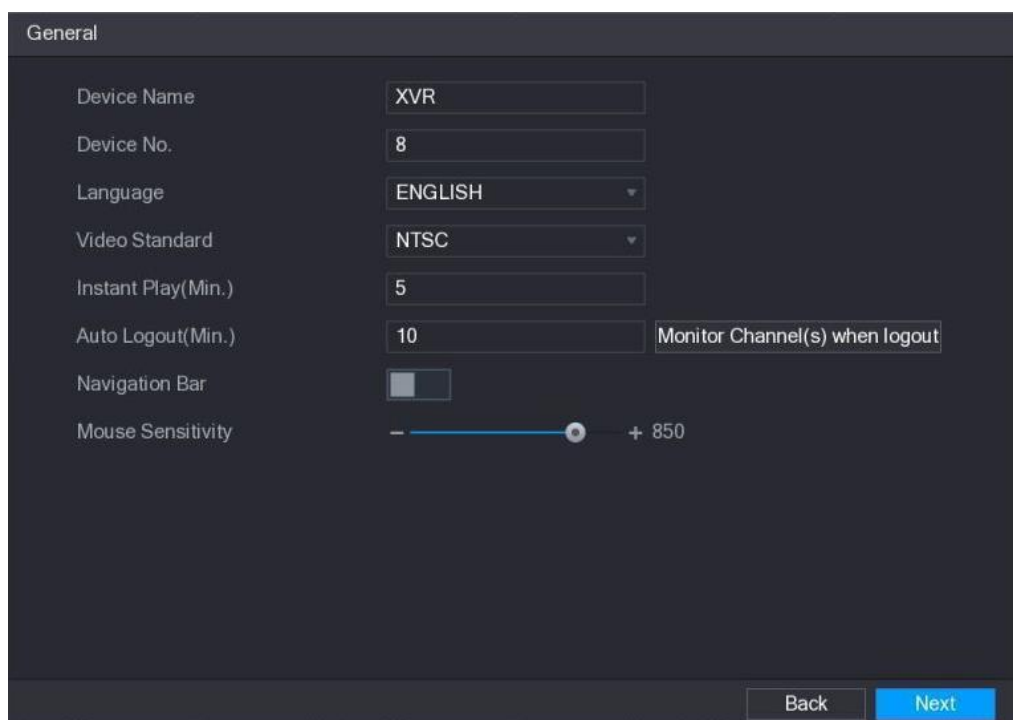 General
Device Name XVR
Device No. 8
Language ENGLISH
Video Standard NTSC
Instant Play(Min.) 5
Auto Logout(Min.) 10 Monitor Channel(s) when logout
Navigation Bar
Mouse Sensitivity − + 850
Back Next